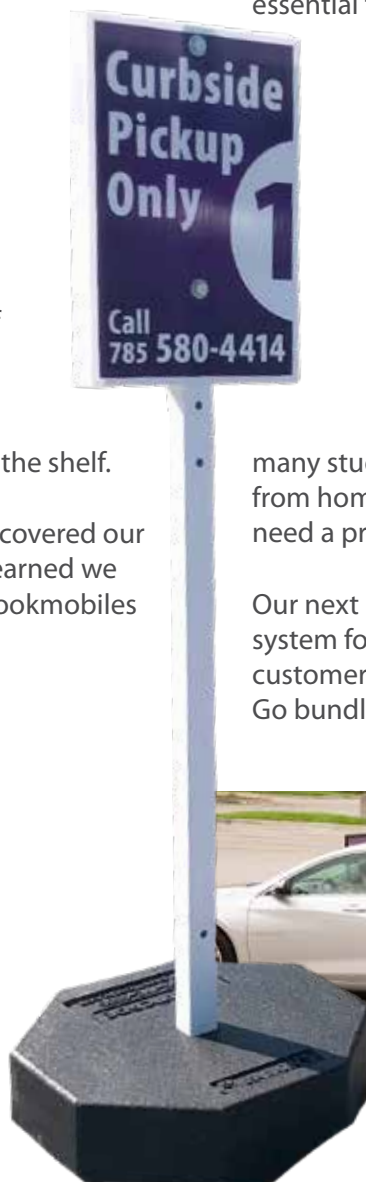 essential
Curbside
Pickup
Only
1
Call
785 580-4414
the shelf.
covered our
earned we
ookmobiles
many stu
from hom
need a pr
Our next
system fo
customer
Go bundl